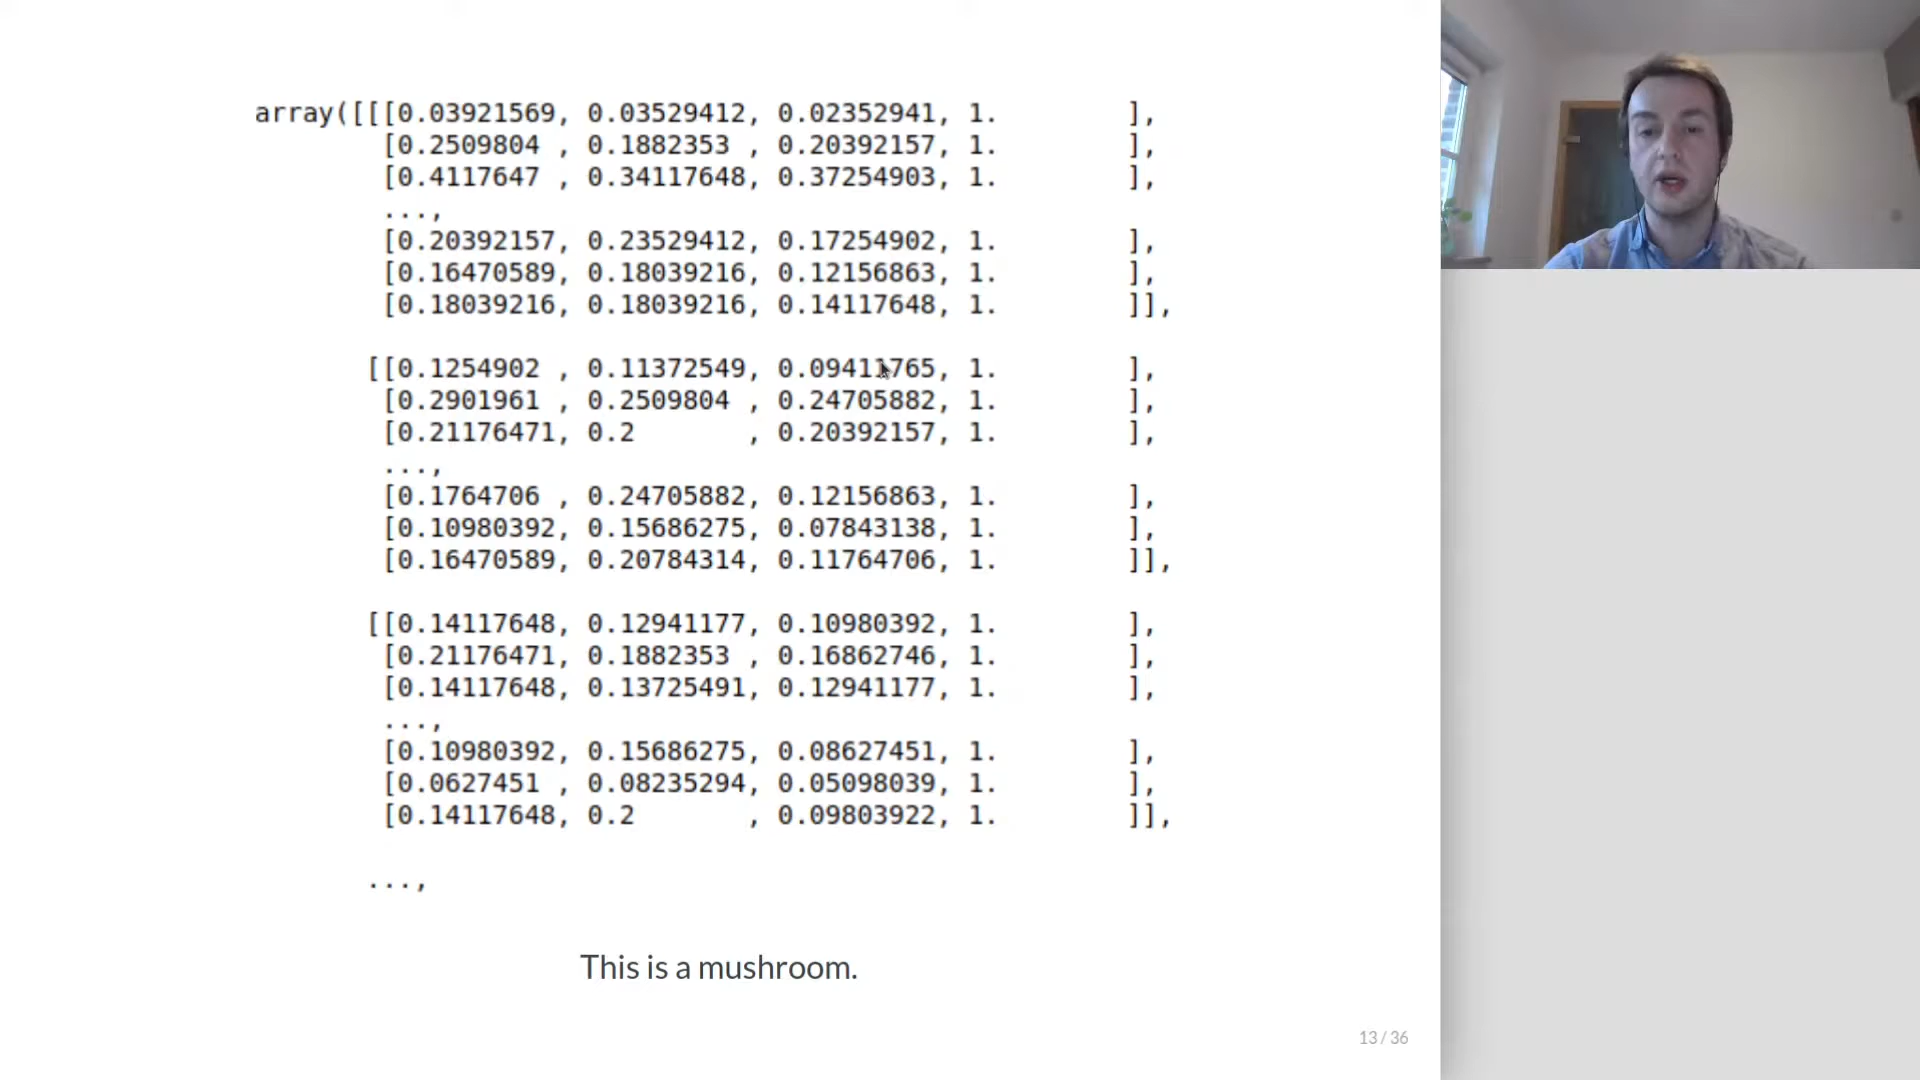 array([[[0.03921569, 0.03529412, 0.02352941, 1.        ],
[0.2509804 , 0.1882353 , 0.20392157, 1.        ],
[0.4117647 , 0.34117648, 0.37254903, 1.        ],
...,
[0.20392157, 0.23529412, 0.17254902, 1.        ],
[0.16470589, 0.18039216, 0.12156863, 1.        ],
[0.18039216, 0.18039216, 0.14117648, 1.        ]],
[[0.1254902 , 0.11372549, 0.09411765, 1.        ],
[0.2901961 , 0.2509804 , 0.24705882, 1.        ],
[0.21176471, 0.2       , 0.20392157, 1.        ],
...,
[0.1764706 , 0.24705882, 0.12156863, 1.        ],
[0.10980392, 0.15686275, 0.07843138, 1.        ],
[0.16470589, 0.20784314, 0.11764706, 1.        ]],
[[0.14117648, 0.12941177, 0.10980392, 1.        ],
[0.21176471, 0.1882353 , 0.16862746, 1.        ],
[0.14117648, 0.13725491, 0.12941177, 1.        ],
...,
[0.10980392, 0.15686275, 0.08627451, 1.        ],
[0.0627451 , 0.08235294, 0.05098039, 1.        ],
[0.14117648, 0.2       , 0.09803922, 1.        ]],
...,
This is a mushroom.
13 / 36